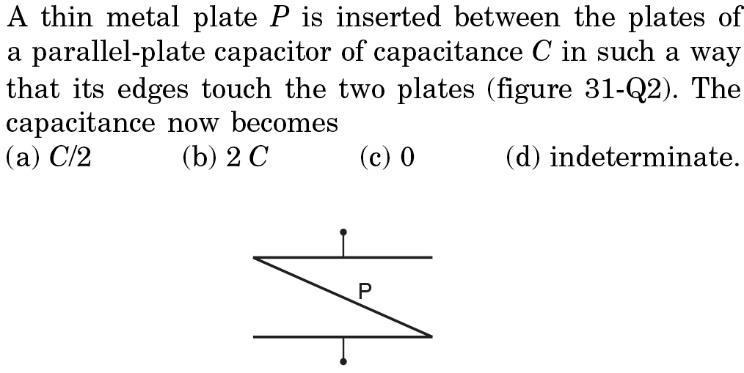 A thin metal plate P is inserted between the plates of
a parallel-plate capacitor of capacitance C in such a way
that its edges touch the two plates (figure 31-Q2). The
capacitance now becomes
(a) C/2 (b) 2 C (c) 0 (d) indeterminate.
P